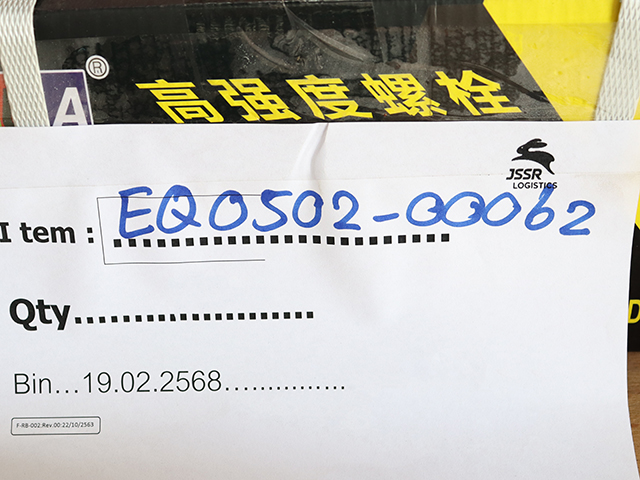 A®
高强度螺栓
JSSR
LOGISTICS
Item : EQ0502-00062
Qty....................
Bin...19.02.2568...............
F-RB-002;Rev.00:22/10/2563
D